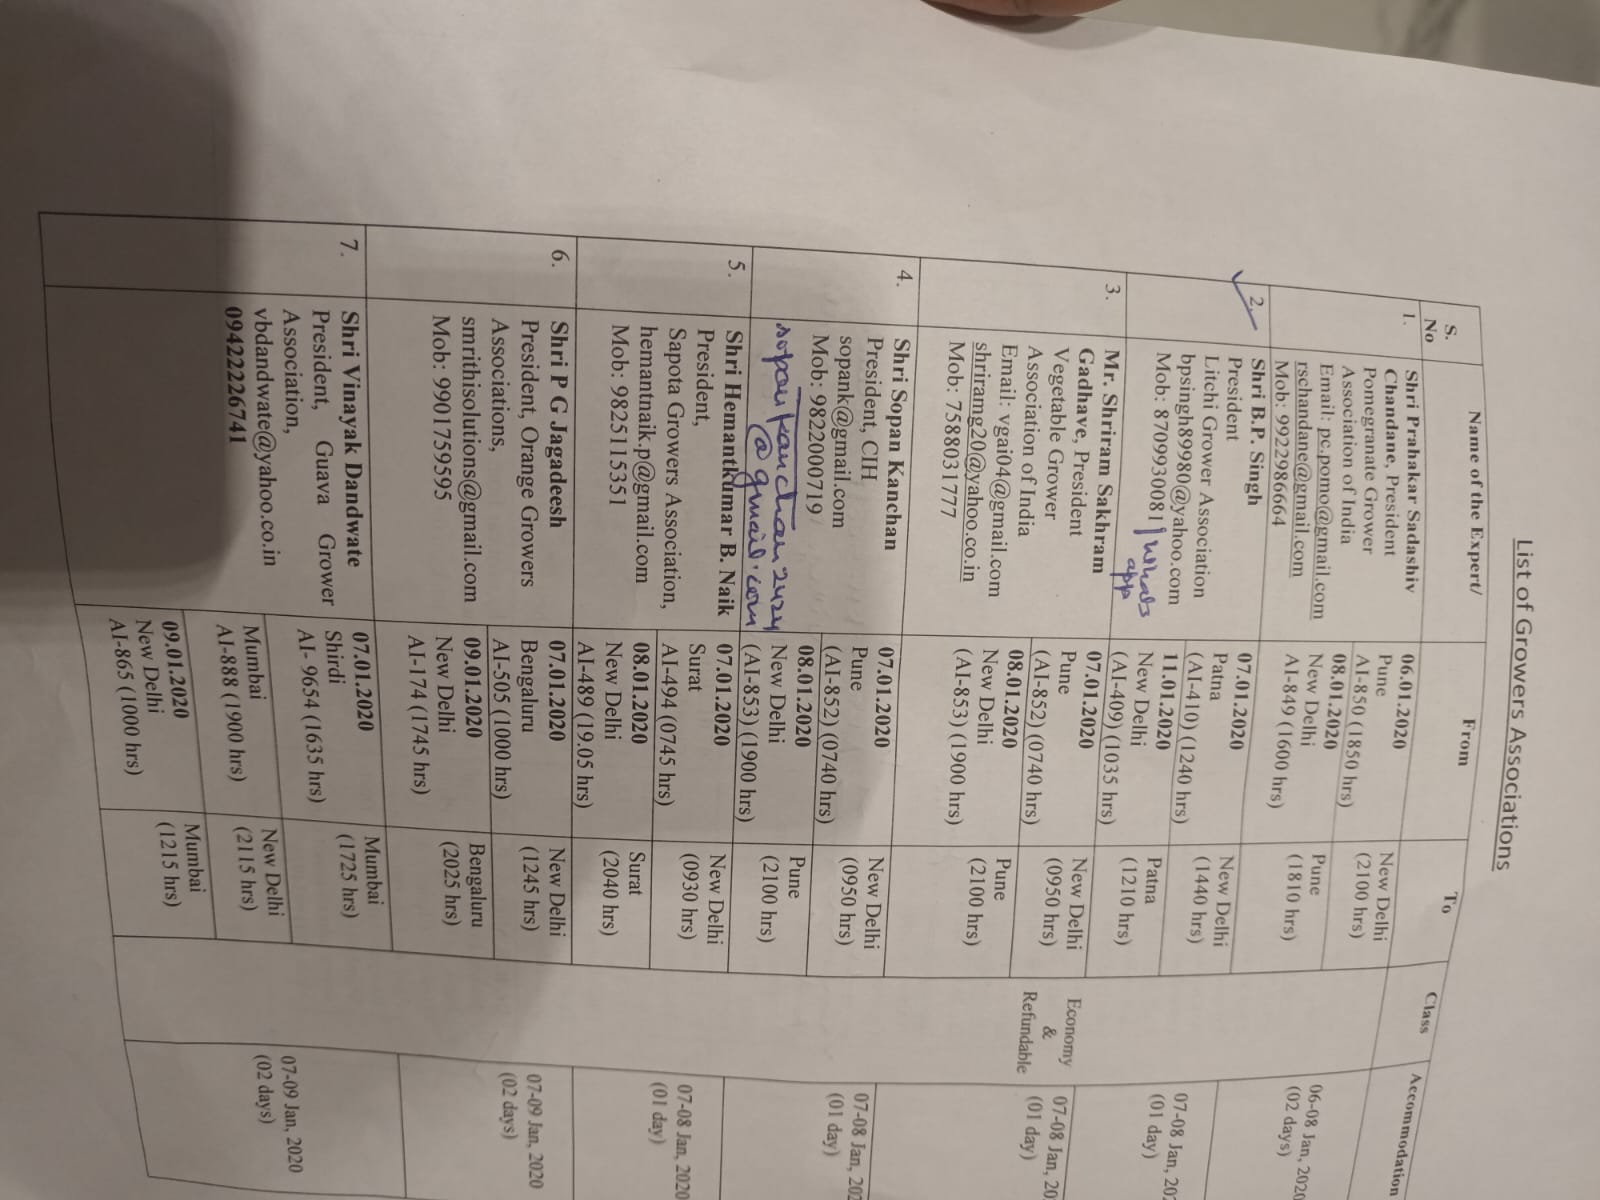 List of Growers Associations
S. No
Name of the Expert/
From
To
Class
Accommodation
1.
Shri Prahakar Sadashiv
Chandane, President
Pomegranate Grower
Association of India
Email: pc.pomo@gmail.com
rschandane@gmail.com
Mob: 9922986664
06.01.2020
Pune
AI-850 (1850 hrs)
New Delhi
(2100 hrs)
08.01.2020
New Delhi
AI-849 (1600 hrs)
Pune
(1810 hrs)
06-08 Jan, 2020
(02 days)
2.
Shri B.P. Singh
President
Litchi Grower Association
bpsingh89980@yahoo.com
Mob: 8709930081 | Whats
app
07.01.2020
Patna
(AI-410) (1240 hrs)
New Delhi
(1440 hrs)
11.01.2020
New Delhi
(AI-409) (1035 hrs)
Patna
(1210 hrs)
07-08 Jan, 202
(01 day)
3.
Mr. Shriram Sakhram
Gadhave, President
Vegetable Grower
Association of India
Email: vgai04@gmail.com
shriramg20@yahoo.co.in
Mob: 7588031777
07.01.2020
Pune
(AI-852) (0740 hrs)
New Delhi
(0950 hrs)
08.01.2020
New Delhi
(AI-853) (1900 hrs)
Pune
(2100 hrs)
Economy
&
Refundable
07-08 Jan, 20
(01 day)
4.
Shri Sopan Kanchan
President, CIH
sopank@gmail.com
Mob: 9822000719
sopankanchan2424
@gmail.com
07.01.2020
Pune
(AI-852) (0740 hrs)
New Delhi
(0950 hrs)
08.01.2020
New Delhi
(AI-853) (1900 hrs)
Pune
(2100 hrs)
07-08 Jan, 202
(01 day)
5.
Shri Hemantkumar B. Naik
President,
Sapota Growers Association,
hemantnaik.p@gmail.com
Mob: 9825115351
07.01.2020
Surat
AI-494 (0745 hrs)
New Delhi
(0930 hrs)
08.01.2020
New Delhi
AI-489 (19.05 hrs)
Surat
(2040 hrs)
07-08 Jan, 2020
(01 day)
6.
Shri P G Jagadeesh
President, Orange Growers
Associations,
smrithisolutions@gmail.com
Mob: 9901759595
07.01.2020
Bengaluru
AI-505 (1000 hrs)
New Delhi
(1245 hrs)
09.01.2020
New Delhi
AI-174 (1745 hrs)
Bengaluru
(2025 hrs)
07-09 Jan, 2020
(02 days)
7.
Shri Vinayak Dandwate
President, Guava Grower
Association,
vbdandwate@yahoo.co.in
09422226741
07.01.2020
Shirdi
AI- 9654 (1635 hrs)
Mumbai
(1725 hrs)
Mumbai
AI-888 (1900 hrs)
New Delhi
(2115 hrs)
09.01.2020
New Delhi
AI-865 (1000 hrs)
Mumbai
(1215 hrs)
07-09 Jan, 2020
(02 days)